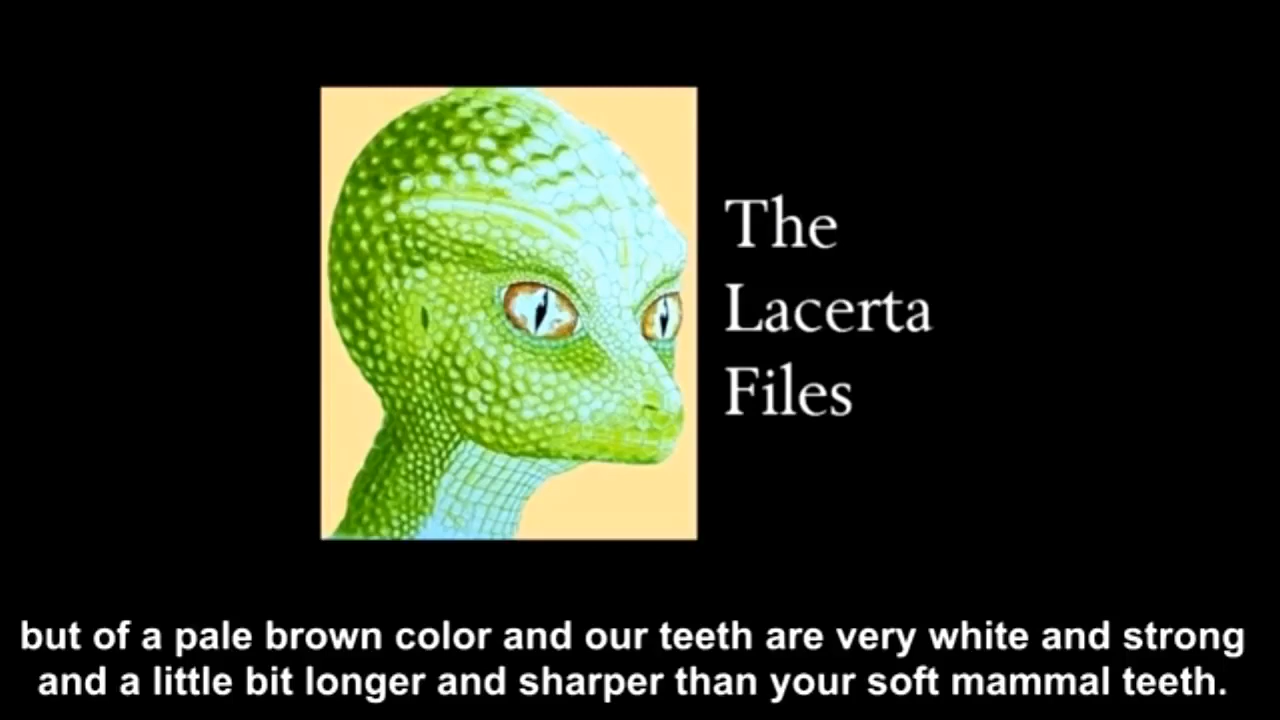 The
Lacerta
Files
but of a pale brown color and our teeth are very white and strong
and a little bit longer and sharper than your soft mammal teeth.